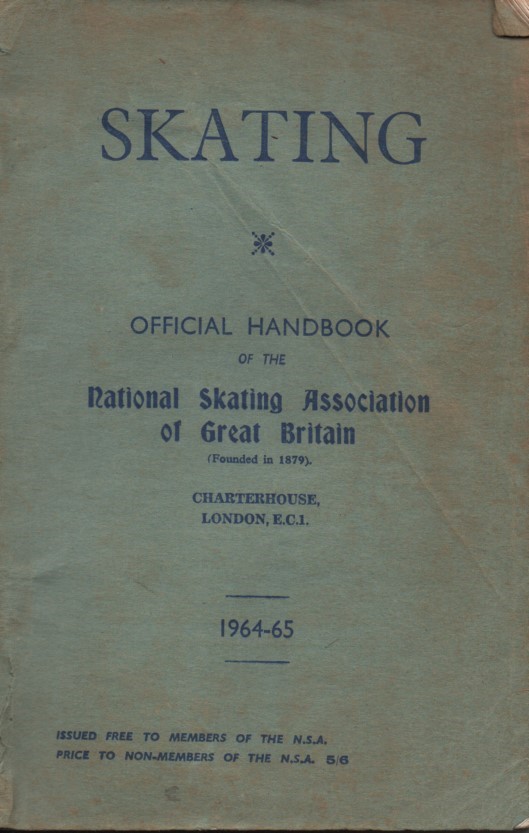 SKATING
OFFICIAL HANDBOOK
OF THE
National Skating Association
of Great Britain
(Founded in 1879).
CHARTERHOUSE,
LONDON, E.C.1.
1964-65
ISSUED FREE TO MEMBERS OF THE N.S.A.
PRICE TO NON-MEMBERS OF THE N.S.A. 5/6